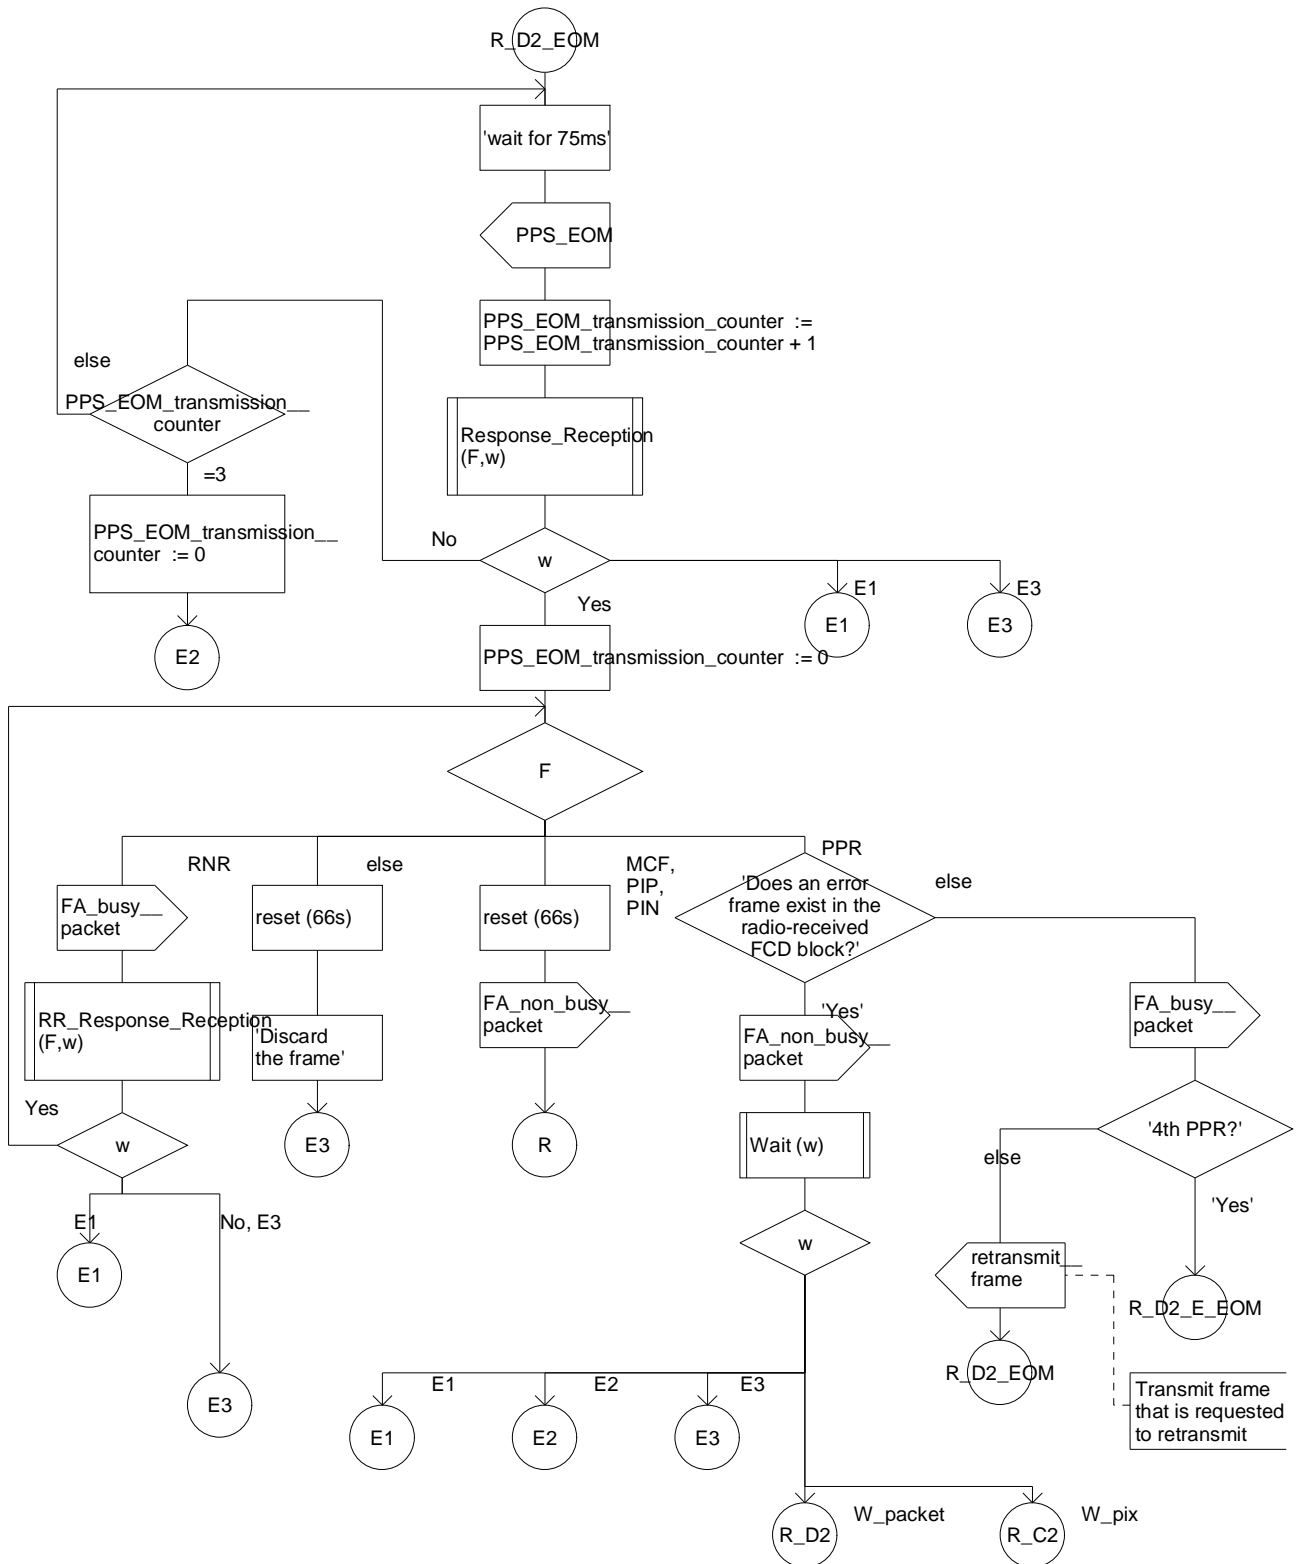 R_D2_EOM
'wait for 75ms'
PPS_EOM
PPS_EOM_transmission_counter :=
PPS_EOM_transmission_counter + 1
else
PPS_EOM_transmission__
counter
=3
Response_Reception
(F,w)
PPS_EOM_transmission__
counter := 0
No
w
E1
E3
Yes
E1
E3
E2
PPS_EOM_transmission_counter := 0
F
RNR
else
MCF,
PIP,
PIN
PPR
'Does an error
frame exist in the
radio-received
FCD block?'
else
FA_busy__
packet
reset (66s)
reset (66s)
RR_Response_Reception
(F,w)
'Discard
the frame'
FA_non_busy__
packet
'Yes'
FA_non_busy__
packet
FA_busy__
packet
Yes
w
E3
R
Wait (w)
'4th PPR?'
else
'Yes'
E1
No, E3
E1
w
retransmit__
frame
R_D2_E_EOM
R_D2_EOM
E3
E1
E2
E3
E1
E2
E3
Transmit frame
that is requested
to retransmit
W_packet
W_pix
R_D2
R_C2